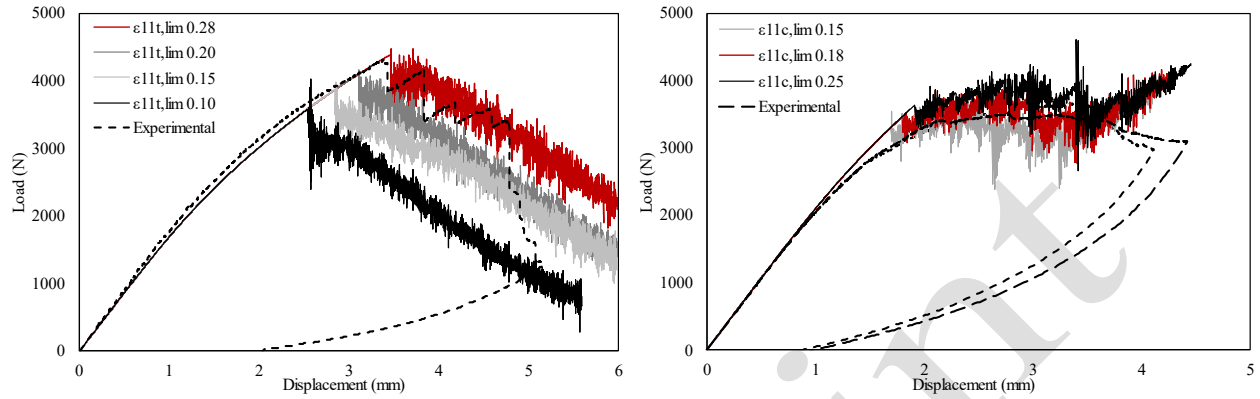 5000
4000
3000
2000
1000
0
Load (N)
ε11t,lim 0.28
ε11t,lim 0.20
ε11t,lim 0.15
ε11t,lim 0.10
Experimental
0 1 2 3 4 5 6
Displacement (mm)
5000
4000
3000
2000
1000
0
Load (N)
ε11c,lim 0.15
ε11c,lim 0.18
ε11c,lim 0.25
Experimental
0 1 2 3 4 5
Displacement (mm)
int